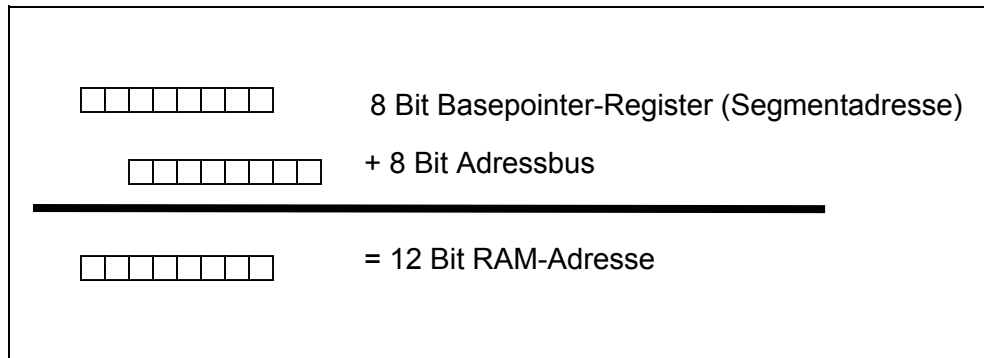 8 Bit Basepointer-Register (Segmentadresse)
+ 8 Bit Adressbus
= 12 Bit RAM-Adresse